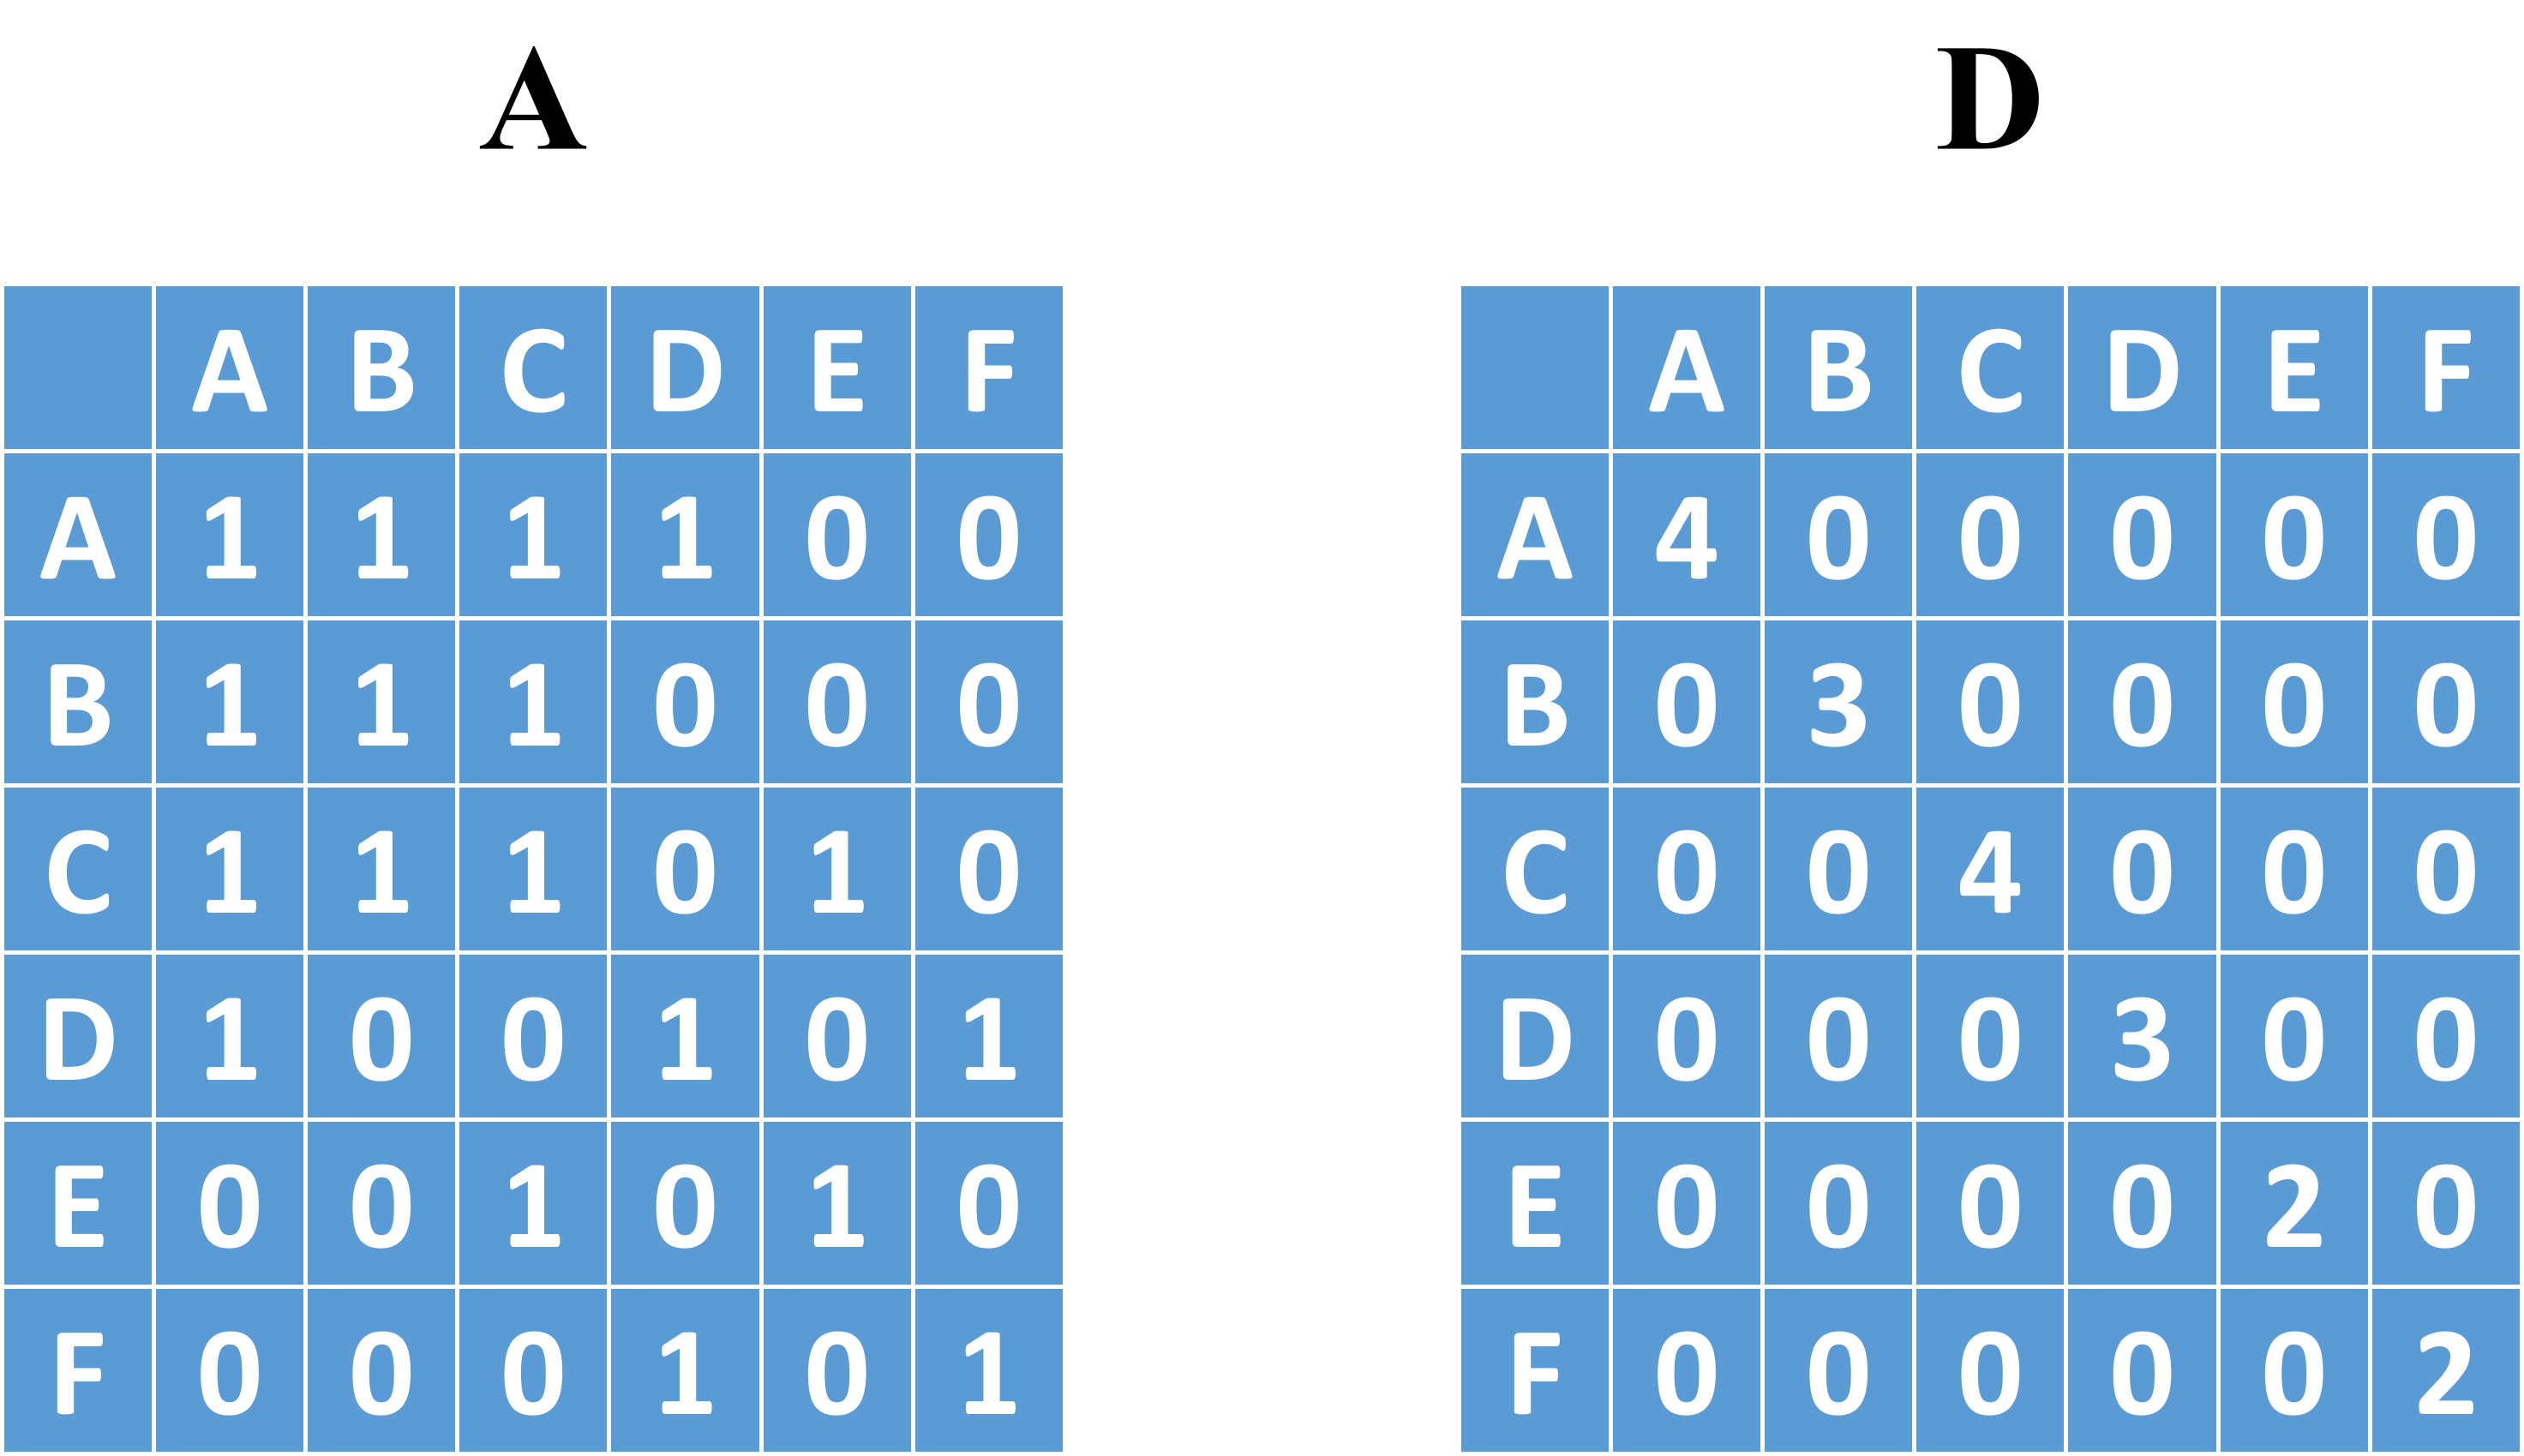 A
D
A B C D E F
A 1 1 1 1 0 0
B 1 1 1 0 0 0
C 1 1 1 0 1 0
D 1 0 0 1 0 1
E 0 0 1 0 1 0
F 0 0 0 1 0 1
A B C D E F
A 4 0 0 0 0 0
B 0 3 0 0 0 0
C 0 0 4 0 0 0
D 0 0 0 3 0 0
E 0 0 0 0 2 0
F 0 0 0 0 0 2